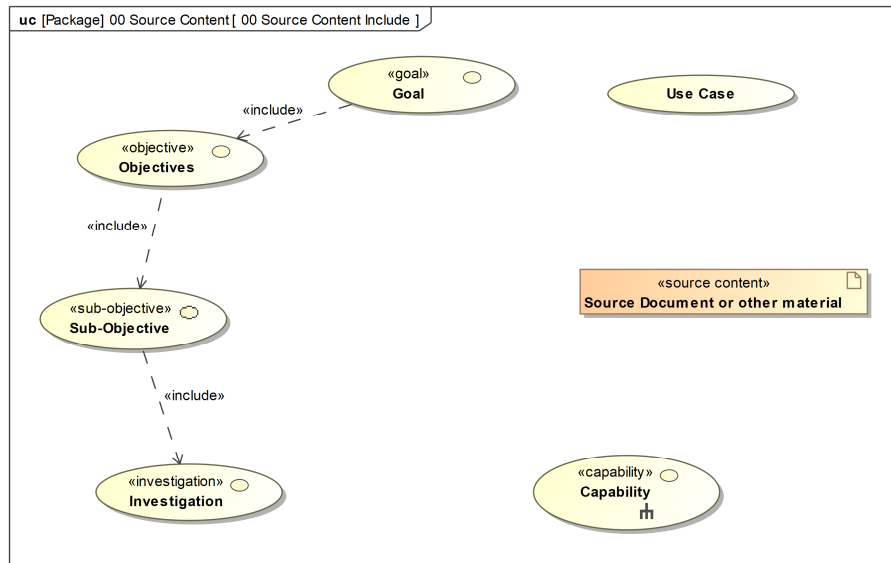 uc [Package] 00 Source Content [ 00 Source Content Include ]
«goal»
Goal
Use Case
«include»
«objective»
Objectives
«include»
«source content»
Source Document or other material
«sub-objective»
Sub-Objective
«include»
«investigation»
Investigation
«capability»
Capability